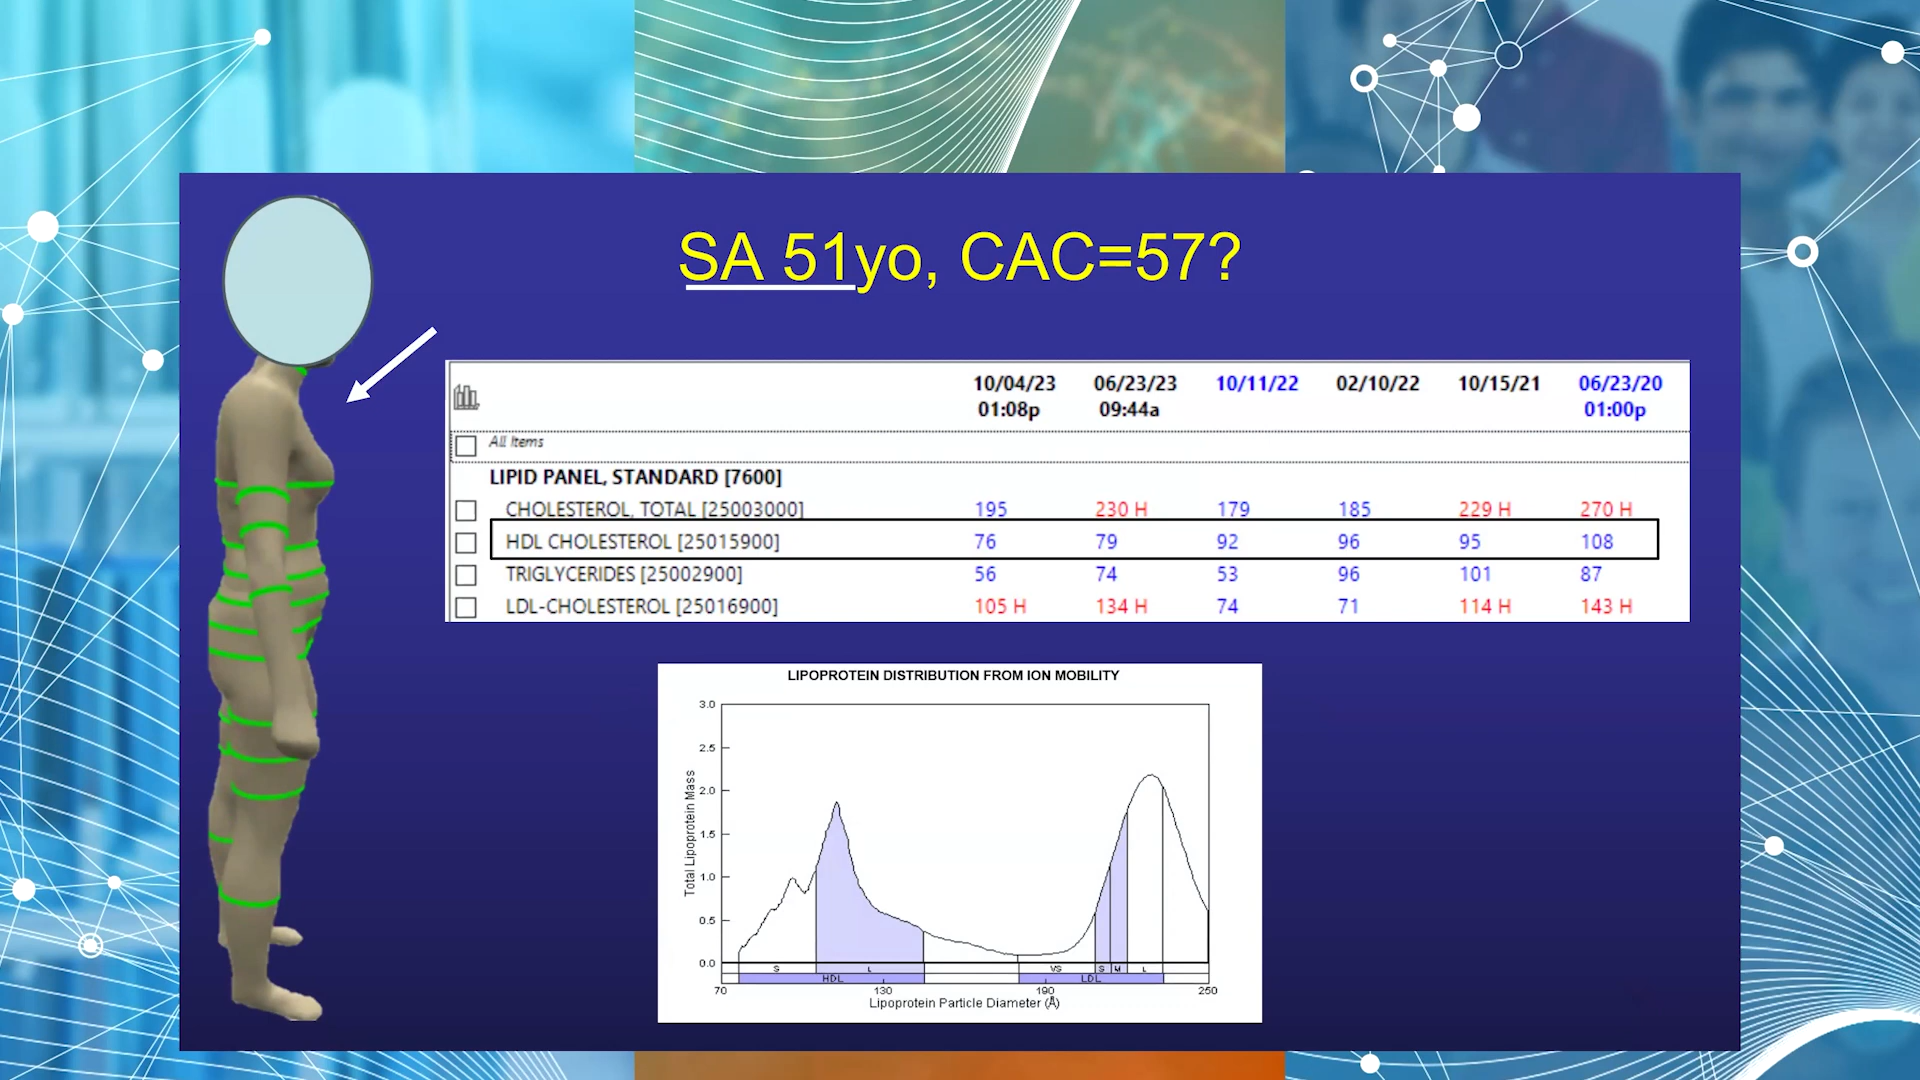 SA 51yo, CAC=57?
10/04/23 06/23/23 10/11/22 02/10/22 10/15/21 06/23/20
01:08p 09:44a 01:00p
All Items
LIPID PANEL, STANDARD [7600]
CHOLESTEROL, TOTAL [25003000] 195 230 H 179 185 229 H 270 H
HDL CHOLESTEROL [25015900] 76 79 92 96 95 108
TRIGLYCERIDES [25002900] 56 74 53 96 101 87
LDL-CHOLESTEROL [25016900] 105 H 134 H 74 71 114 H 143 H
LIPOPROTEIN DISTRIBUTION FROM ION MOBILITY
Total Lipoprotein Mass
3.0
2.5
2.0
1.5
1.0
0.5
0.0
S L VS S M L
HDL LDL
70 130 190 250
Lipoprotein Particle Diameter (Å)